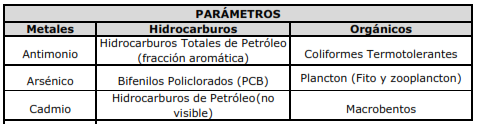 PARÁMETROS
Metales Hidrocarburos Orgánicos
Antimonio Hidrocarburos Totales de Petróleo (fracción aromática) Coliformes Termotolerantes
Arsénico Bifenilos Policlorados (PCB) Plancton (Fito y zooplancton)
Cadmio Hidrocarburos de Petróleo(no visible) Macrobentos